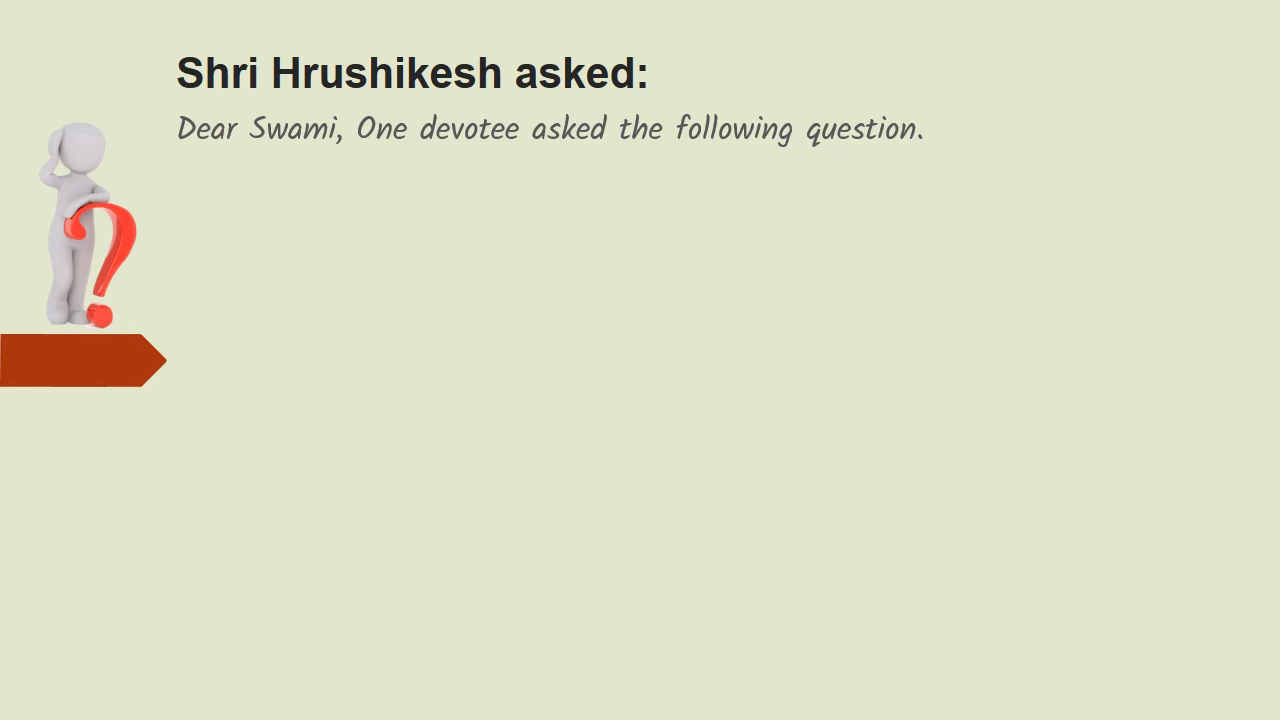 Shri Hrushikesh asked:
Dear Swami, One devotee asked the following question.